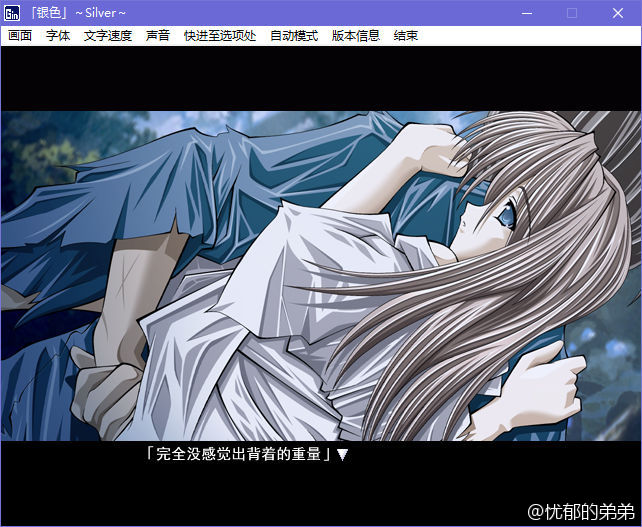 「银色」~Silver~
画面 字体 文字速度 声音 快进至选项处 自动模式 版本信息 结束
「完全没感觉出背着的重量」▼
@忧郁的弟弟